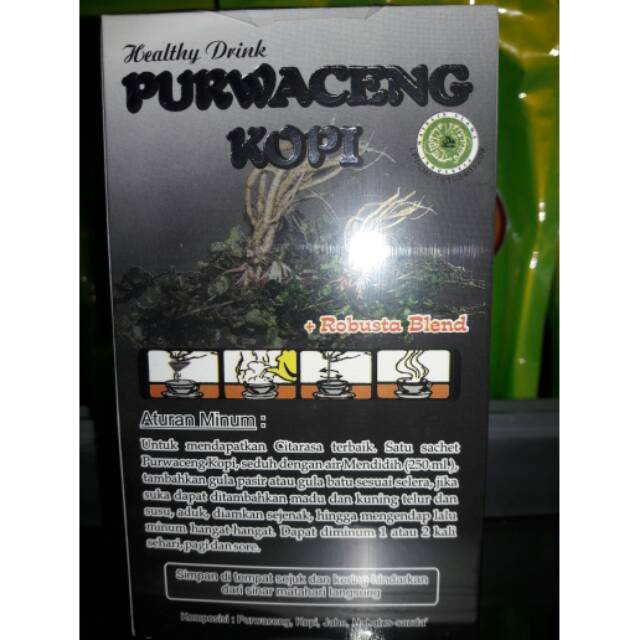 Healthy Drink
PURWACENG
KOPI
+ Robusta Blend
Aturan Minum :
Untuk mendapatkan Citarasa terbaik. Satu sachet
Purwaceng Kopi, seduh dengan air Mendidih (250 ml),
tambahkan gula pasir atau gula batu sesuai selera, jika
suka dapat ditambahkan madu dan kuning telur dan
susu, aduk, diamkan sejenak, hingga mengendap lalu
minum hangat-hangat. Dapat diminum 1 atau 2 kali
sehari, pagi dan sore.
Simpan di tempat sejuk dan kering hindarkan
dari sinar matahari langsung
Komposisi : Purwaceng, Kopi, Jahe,